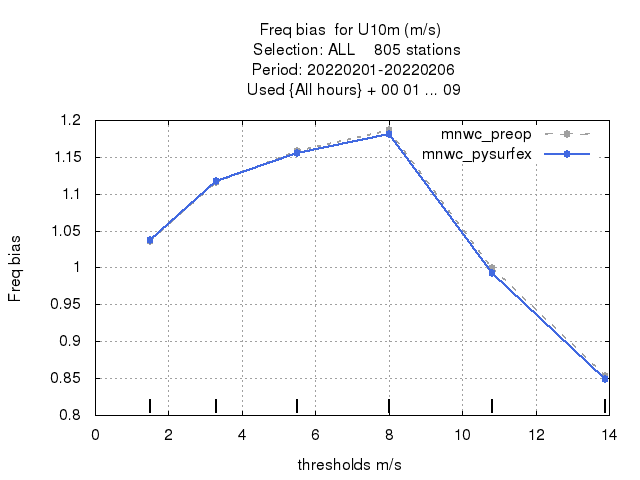 Freq bias  for U10m (m/s)
Selection: ALL    805 stations
Period: 20220201-20220206
Used {All hours} + 00 01 ... 09
mnwc_preop
mnwc_pysurfex
Freq bias
1.2
1.15
1.1
1.05
1
0.95
0.9
0.85
0.8
0 2 4 6 8 10 12 14
thresholds m/s